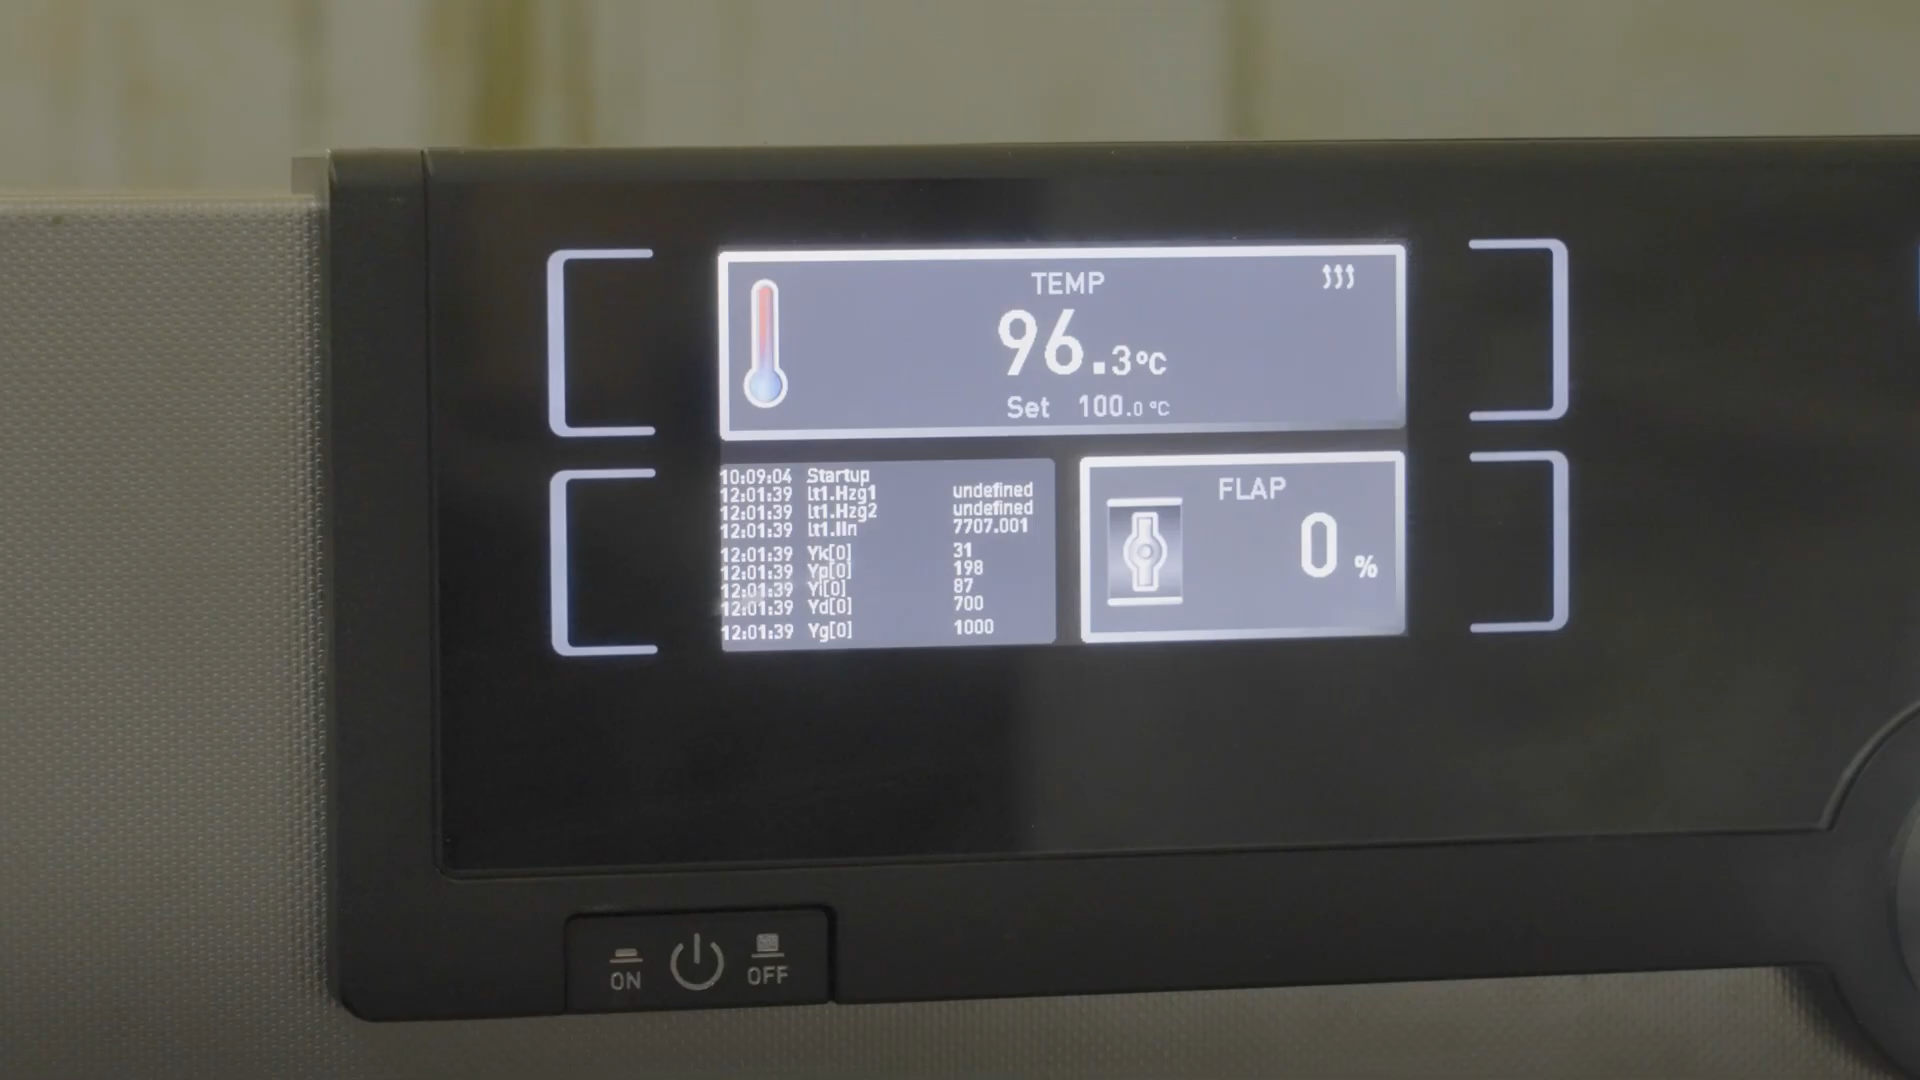 TEMP
96.3°C
Set 100.0 °C
10:09:04 Startup
12:01:39 lt1.Hzg1 undefined
12:01:39 lt1.Hzg2 undefined
12:01:39 lt1.IIn 7707.001
12:01:39 Yk[0] 31
12:01:39 Yp[0] 198
12:01:39 Yi[0] 87
12:01:39 Yd[0] 700
12:01:39 Yg[0] 1000
FLAP
0 %
ON OFF